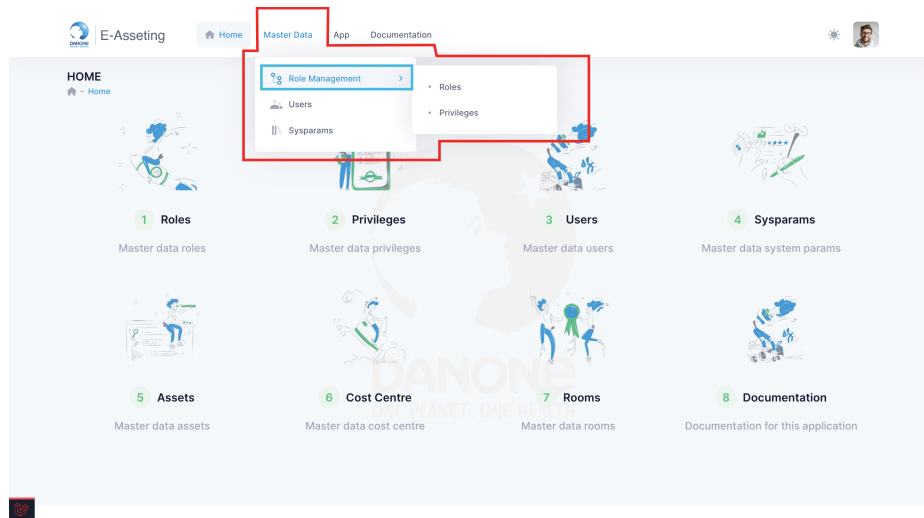 DANONE
E-Asseting
Home
Master Data
App
Documentation
HOME
Home
Role Management
Users
Sysparams
Roles
Privileges
1 Roles
Master data roles
2 Privileges
Master data privileges
3 Users
Master data users
4 Sysparams
Master data system params
DANONE
ONE PLANET. ONE HEALTH
5 Assets
Master data assets
6 Cost Centre
Master data cost centre
7 Rooms
Master data rooms
8 Documentation
Documentation for this application